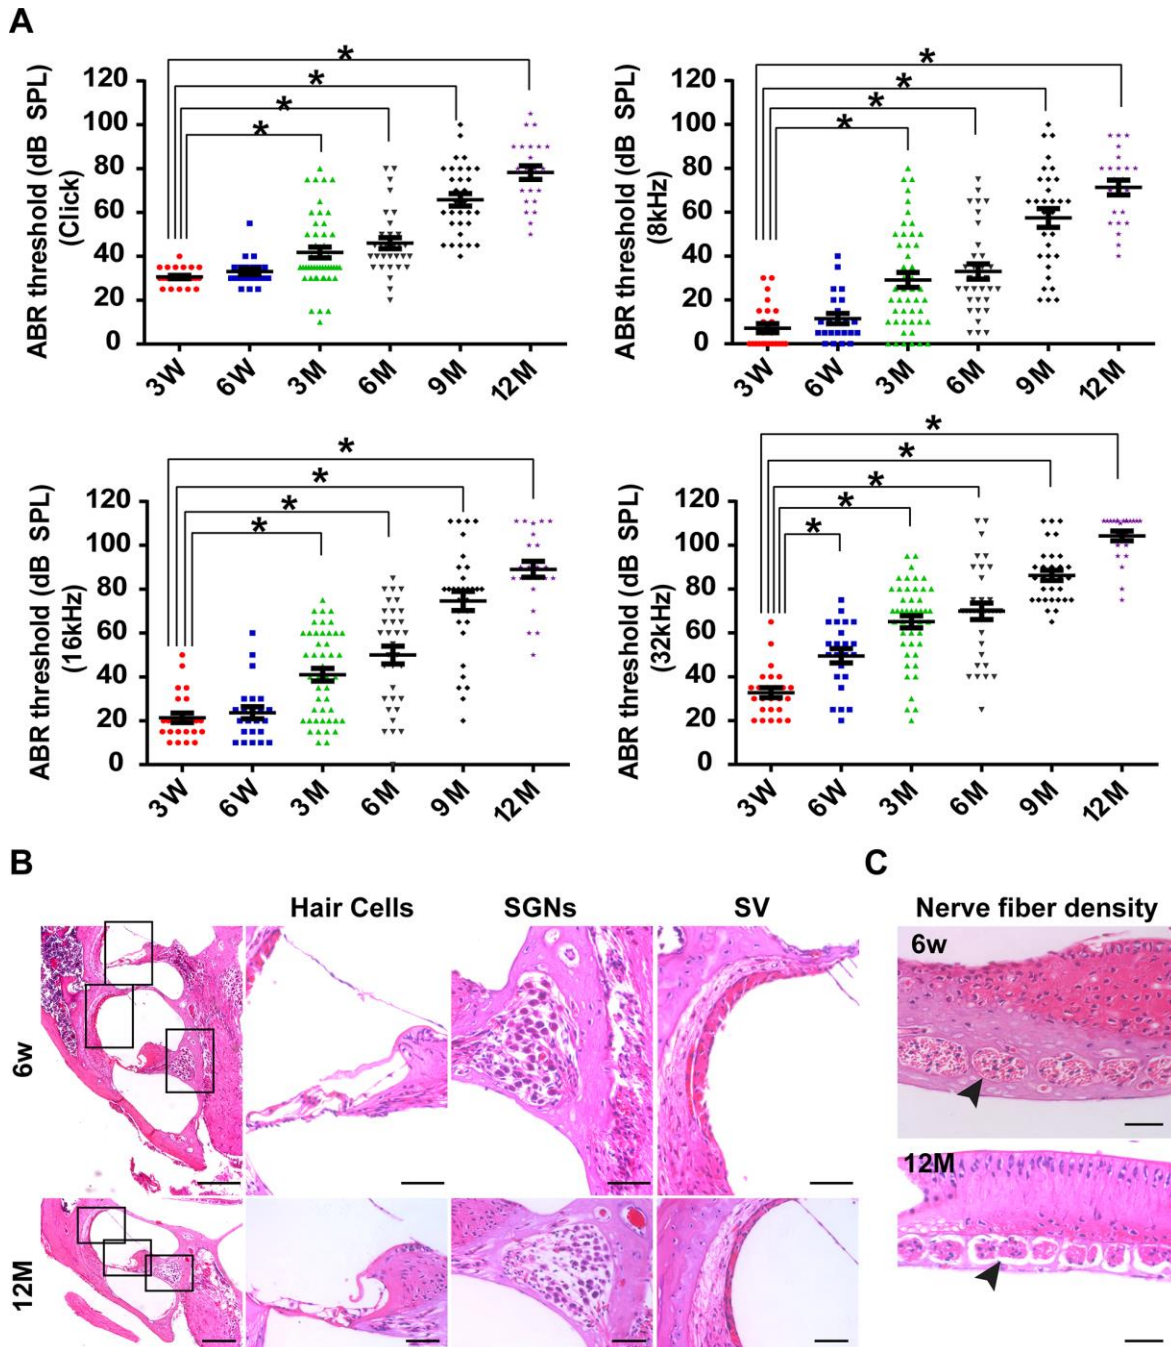 A
ABR threshold (dB SPL)
(Click)
120
100
80
60
40
20
0
3W
6W
3M
6M
9M
12M
*
*
*
*
ABR threshold (dB SPL)
(8kHz)
120
100
80
60
40
20
0
3W
6W
3M
6M
9M
12M
*
*
*
*
ABR threshold (dB SPL)
(16kHz)
120
100
80
60
40
20
0
3W
6W
3M
6M
9M
12M
*
*
*
*
ABR threshold (dB SPL)
(32kHz)
120
100
80
60
40
20
0
3W
6W
3M
6M
9M
12M
*
*
*
*
*
B
Hair Cells
SGNs
SV
6w
12M
C
Nerve fiber density
6w
12M